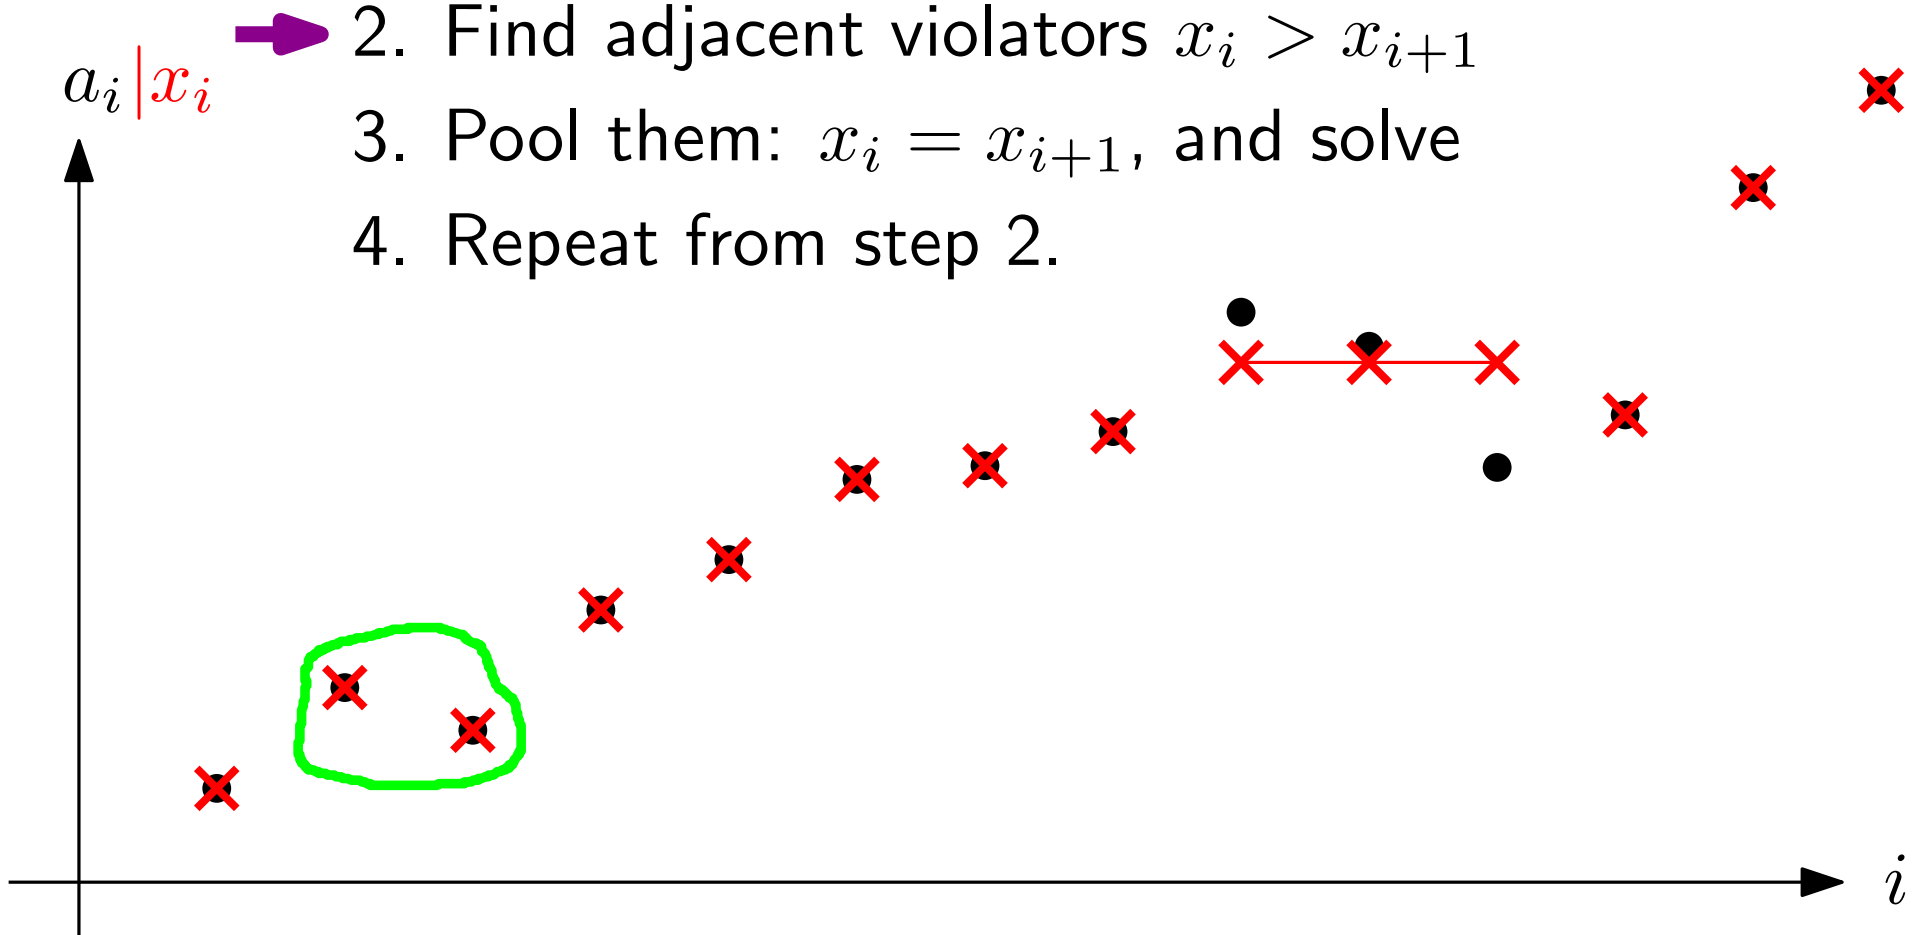 2. Find adjacent violators $x_i > x_{i+1}$
$a_i | x_i$
3. Pool them: $x_i = x_{i+1}$, and solve
4. Repeat from step 2.
$i$